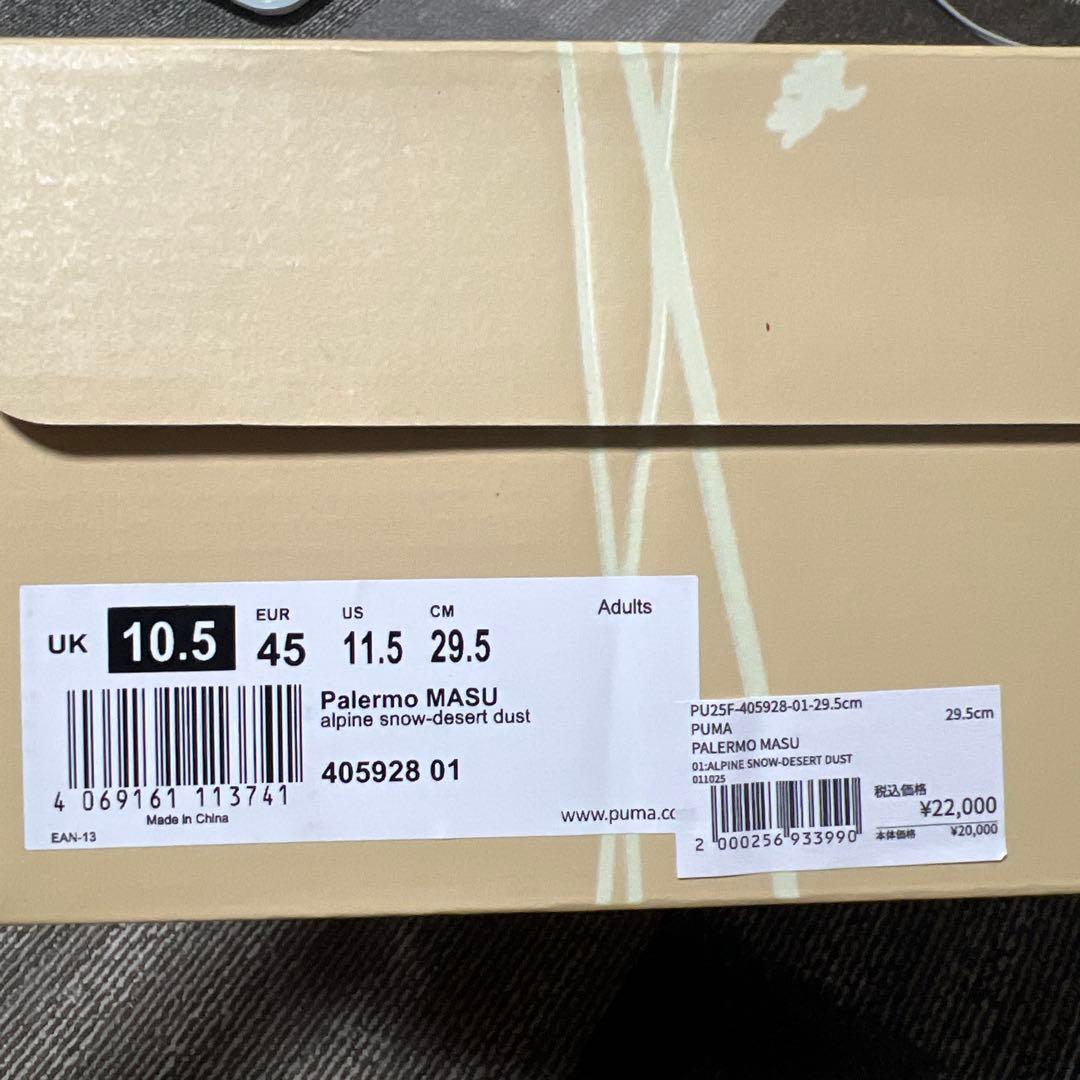 UK 10.5 EUR 45 US 11.5 CM 29.5 Adults
Palermo MASU
alpine snow-desert dust
405928 01
4 069161 113741
Made in China
EAN-13
www.puma.co
PU25F-405928-01-29.5cm
PUMA 29.5cm
PALERMO MASU
01:ALPINE SNOW-DESERT DUST
011025
税込価格
¥22,000
本体価格 ¥20,000
2 000256 933990